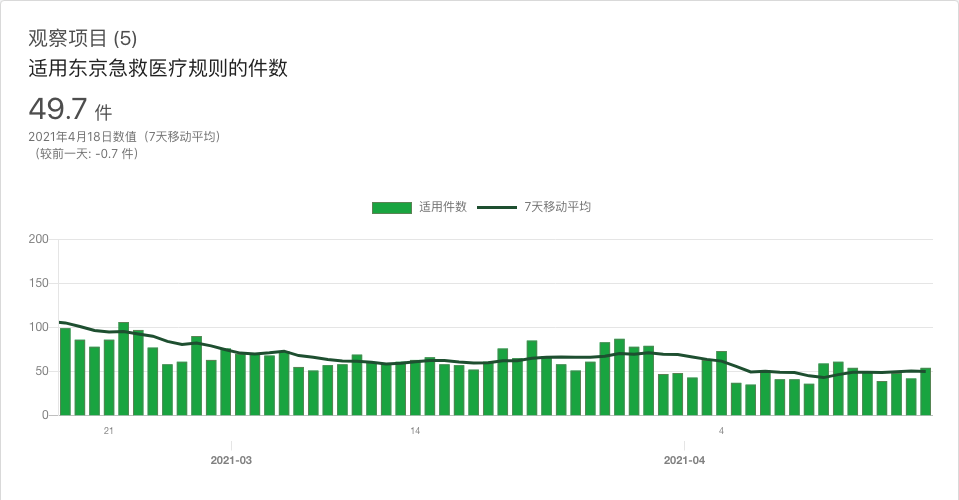 观察项目 (5)
适用东京急救医疗规则的件数
49.7 件
2021年4月18日数值（7天移动平均）
（较前一天: -0.7 件）
适用件数 7天移动平均
200
150
100
50
0
21 14 4
2021-03 2021-04